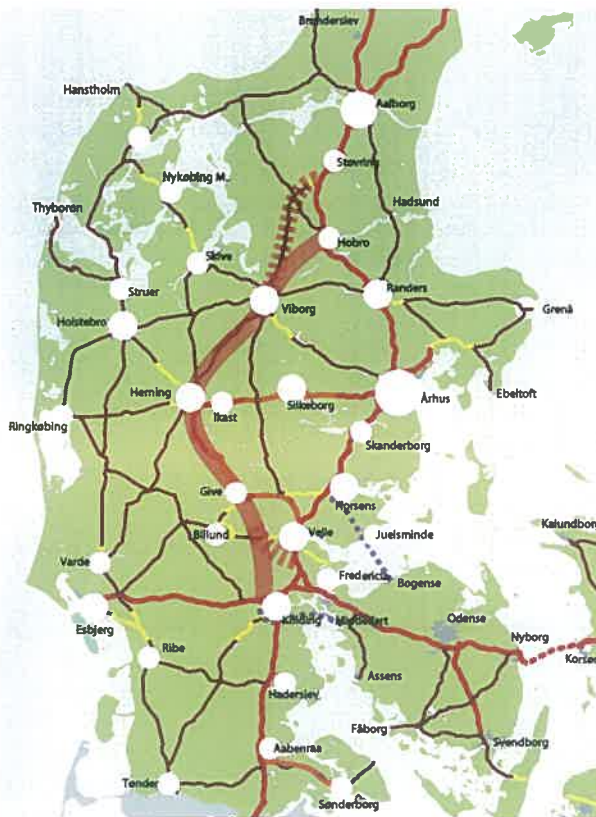 Brønderslev
Hanstholm
Aalborg
Støvring
Nykøbing M.
Hadsund
Thyborøn
Hobro
Skive
Struer
Randers
Viborg
Grenå
Holstebro
Herning
Århus
Ebeltoft
Silkeborg
Ikast
Ringkøbing
Skanderborg
Give
Horsens
Kalundbor
Billund
Vejle
Juelsminde
Varde
Fredericia
Bogense
Kolding
Middelfart
Esbjerg
Odense
Nyborg
Ribe
Korsør
Assens
Haderslev
Fåborg
Svendborg
Aabenraa
Tønder
Sønderborg